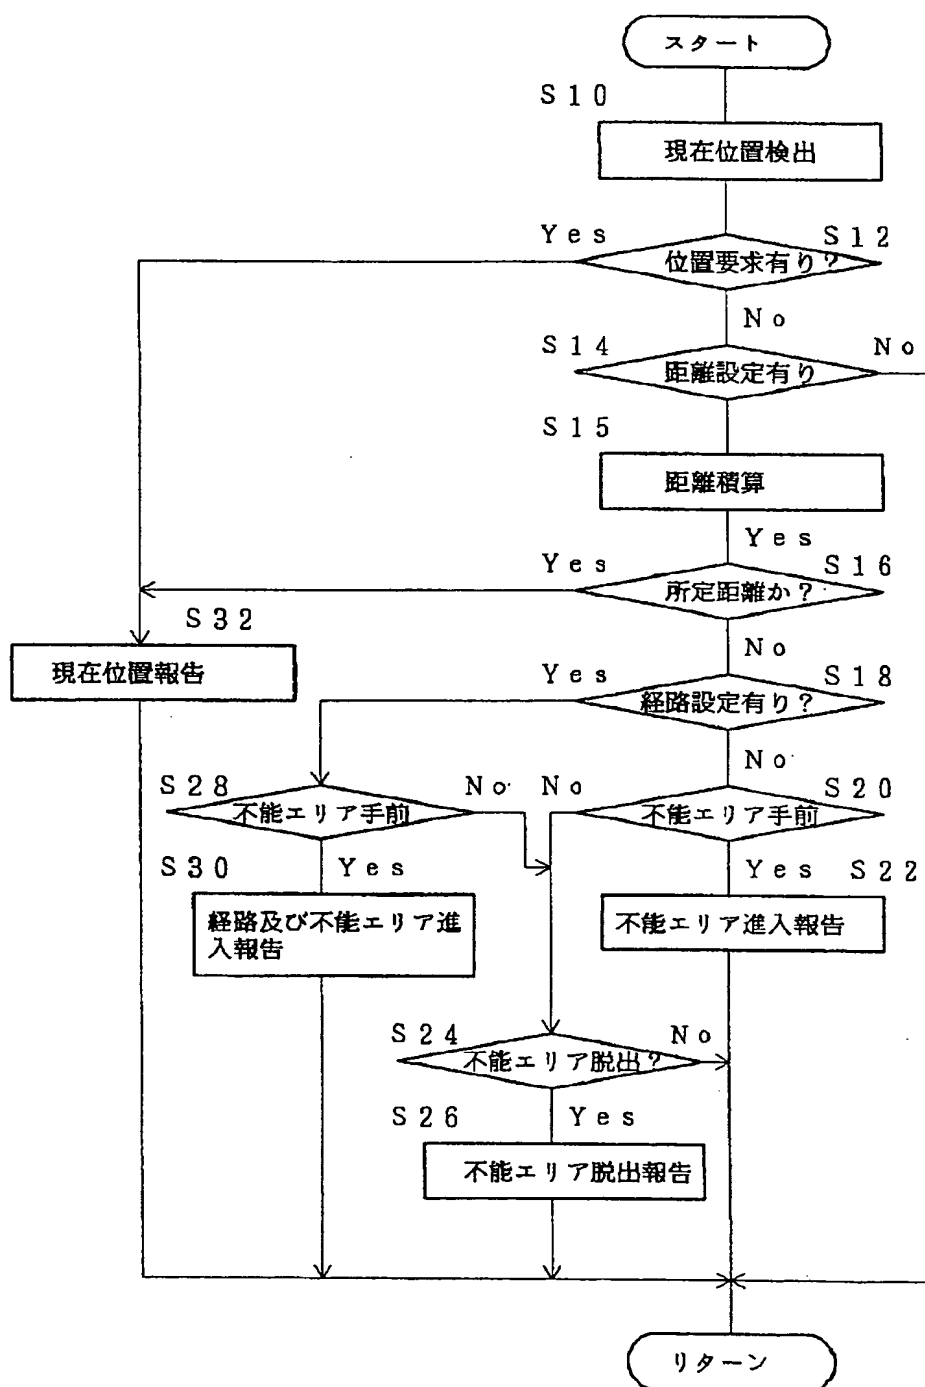 スタート
S10
現在位置検出
Yes
S12
位置要求有り?
No
S14
No
距離設定有り
S15
距離積算
Yes
Yes
S16
所定距離か?
S32
No
現在位置報告
Yes
S18
経路設定有り?
No
S28
No
No
S20
不能エリア手前
不能エリア手前
S30
Yes
Yes
S22
経路及び不能エリア進
入報告
不能エリア進入報告
S24
No
不能エリア脱出?
S26
Yes
不能エリア脱出報告
リターン